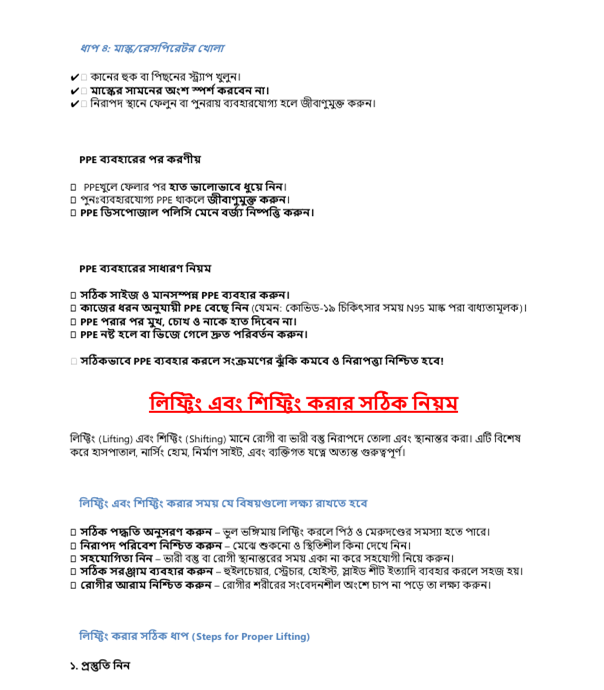 ধাপ ৪: মাস্ক/রেসপিরেটর খোলা
✔□ কানের হুক বা পিছনের স্ট্র্যাপ খুলুন।
✔□ মাস্কের সামনের অংশ স্পর্শ করবেন না।
✔□ নিরাপদ স্থানে ফেলুন বা পুনরায় ব্যবহারযোগ্য হলে জীবাণুমুক্ত করুন।
PPE ব্যবহারের পর করণীয়
□ PPEখুলে ফেলার পর হাত ভালোভাবে ধুয়ে নিন।
□ পুনঃব্যবহারযোগ্য PPE থাকলে জীবাণুমুক্ত করুন।
□ PPE ডিসপোজাল পলিসি মেনে বর্জ্য নিষ্পত্তি করুন।
PPE ব্যবহারের সাধারণ নিয়ম
□ সঠিক সাইজ ও মানসম্পন্ন PPE ব্যবহার করুন।
□ কাজের ধরন অনুযায়ী PPE বেছে নিন (যেমন: কোভিড-১৯ চিকিৎসার সময় N95 মাস্ক পরা বাধ্যতামূলক)।
□ PPE পরার পর মুখ, চোখ ও নাকে হাত দিবেন না।
□ PPE নষ্ট হলে বা ভিজে গেলে দ্রুত পরিবর্তন করুন।
□ সঠিকভাবে PPE ব্যবহার করলে সংক্রমণের ঝুঁকি কমবে ও নিরাপত্তা নিশ্চিত হবে!
লিফ্টিং এবং শিফ্টিং করার সঠিক নিয়ম
লিফ্টিং (Lifting) এবং শিফ্টিং (Shifting) মানে রোগী বা ভারী বস্তু নিরাপদে তোলা এবং স্থানান্তর করা। এটি বিশেষ
করে হাসপাতাল, নার্সিং হোম, নির্মাণ সাইট, এবং ব্যক্তিগত যত্নে অত্যন্ত গুরুত্বপূর্ণ।
লিফ্টিং এবং শিফ্টিং করার সময় যে বিষয়গুলো লক্ষ্য রাখতে হবে
□ সঠিক পদ্ধতি অনুসরণ করুন – ভুল ভঙ্গিমায় লিফ্টিং করলে পিঠ ও মেরুদণ্ডের সমস্যা হতে পারে।
□ নিরাপদ পরিবেশ নিশ্চিত করুন – মেঝে শুকনো ও স্থিতিশীল কিনা দেখে নিন।
□ সহযোগিতা নিন – ভারী বস্তু বা রোগী স্থানান্তরের সময় একা না করে সহযোগী নিয়ে করুন।
□ সঠিক সরঞ্জাম ব্যবহার করুন – হুইলচেয়ার, স্ট্রেচার, হোইস্ট, স্লাইড শীট ইত্যাদি ব্যবহার করলে সহজ হয়।
□ রোগীর আরাম নিশ্চিত করুন – রোগীর শরীরের সংবেদনশীল অংশে চাপ না পড়ে তা লক্ষ্য করুন।
লিফ্টিং করার সঠিক ধাপ (Steps for Proper Lifting)
১. প্রস্তুতি নিন